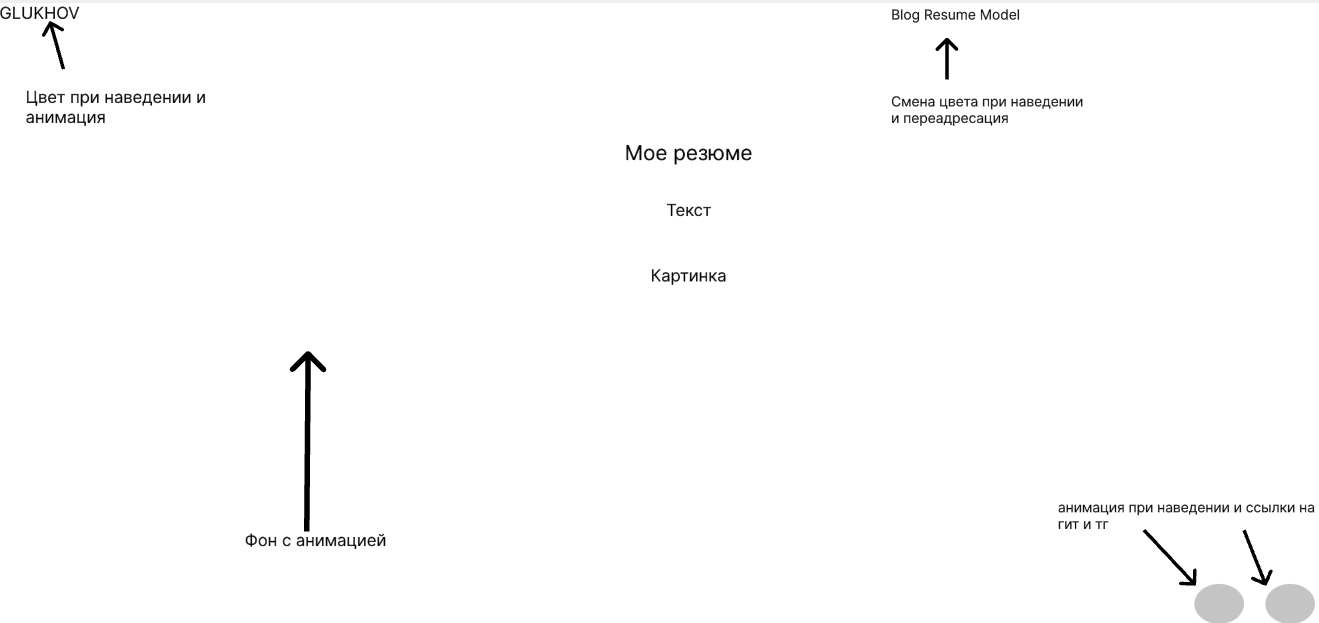 GLUKHOV
Blog Resume Model
Цвет при наведении и
анимация
Смена цвета при наведении
и переадресация
Мое резюме
Текст
Картинка
Фон с анимацией
анимация при наведении и ссылки на
гит и тг